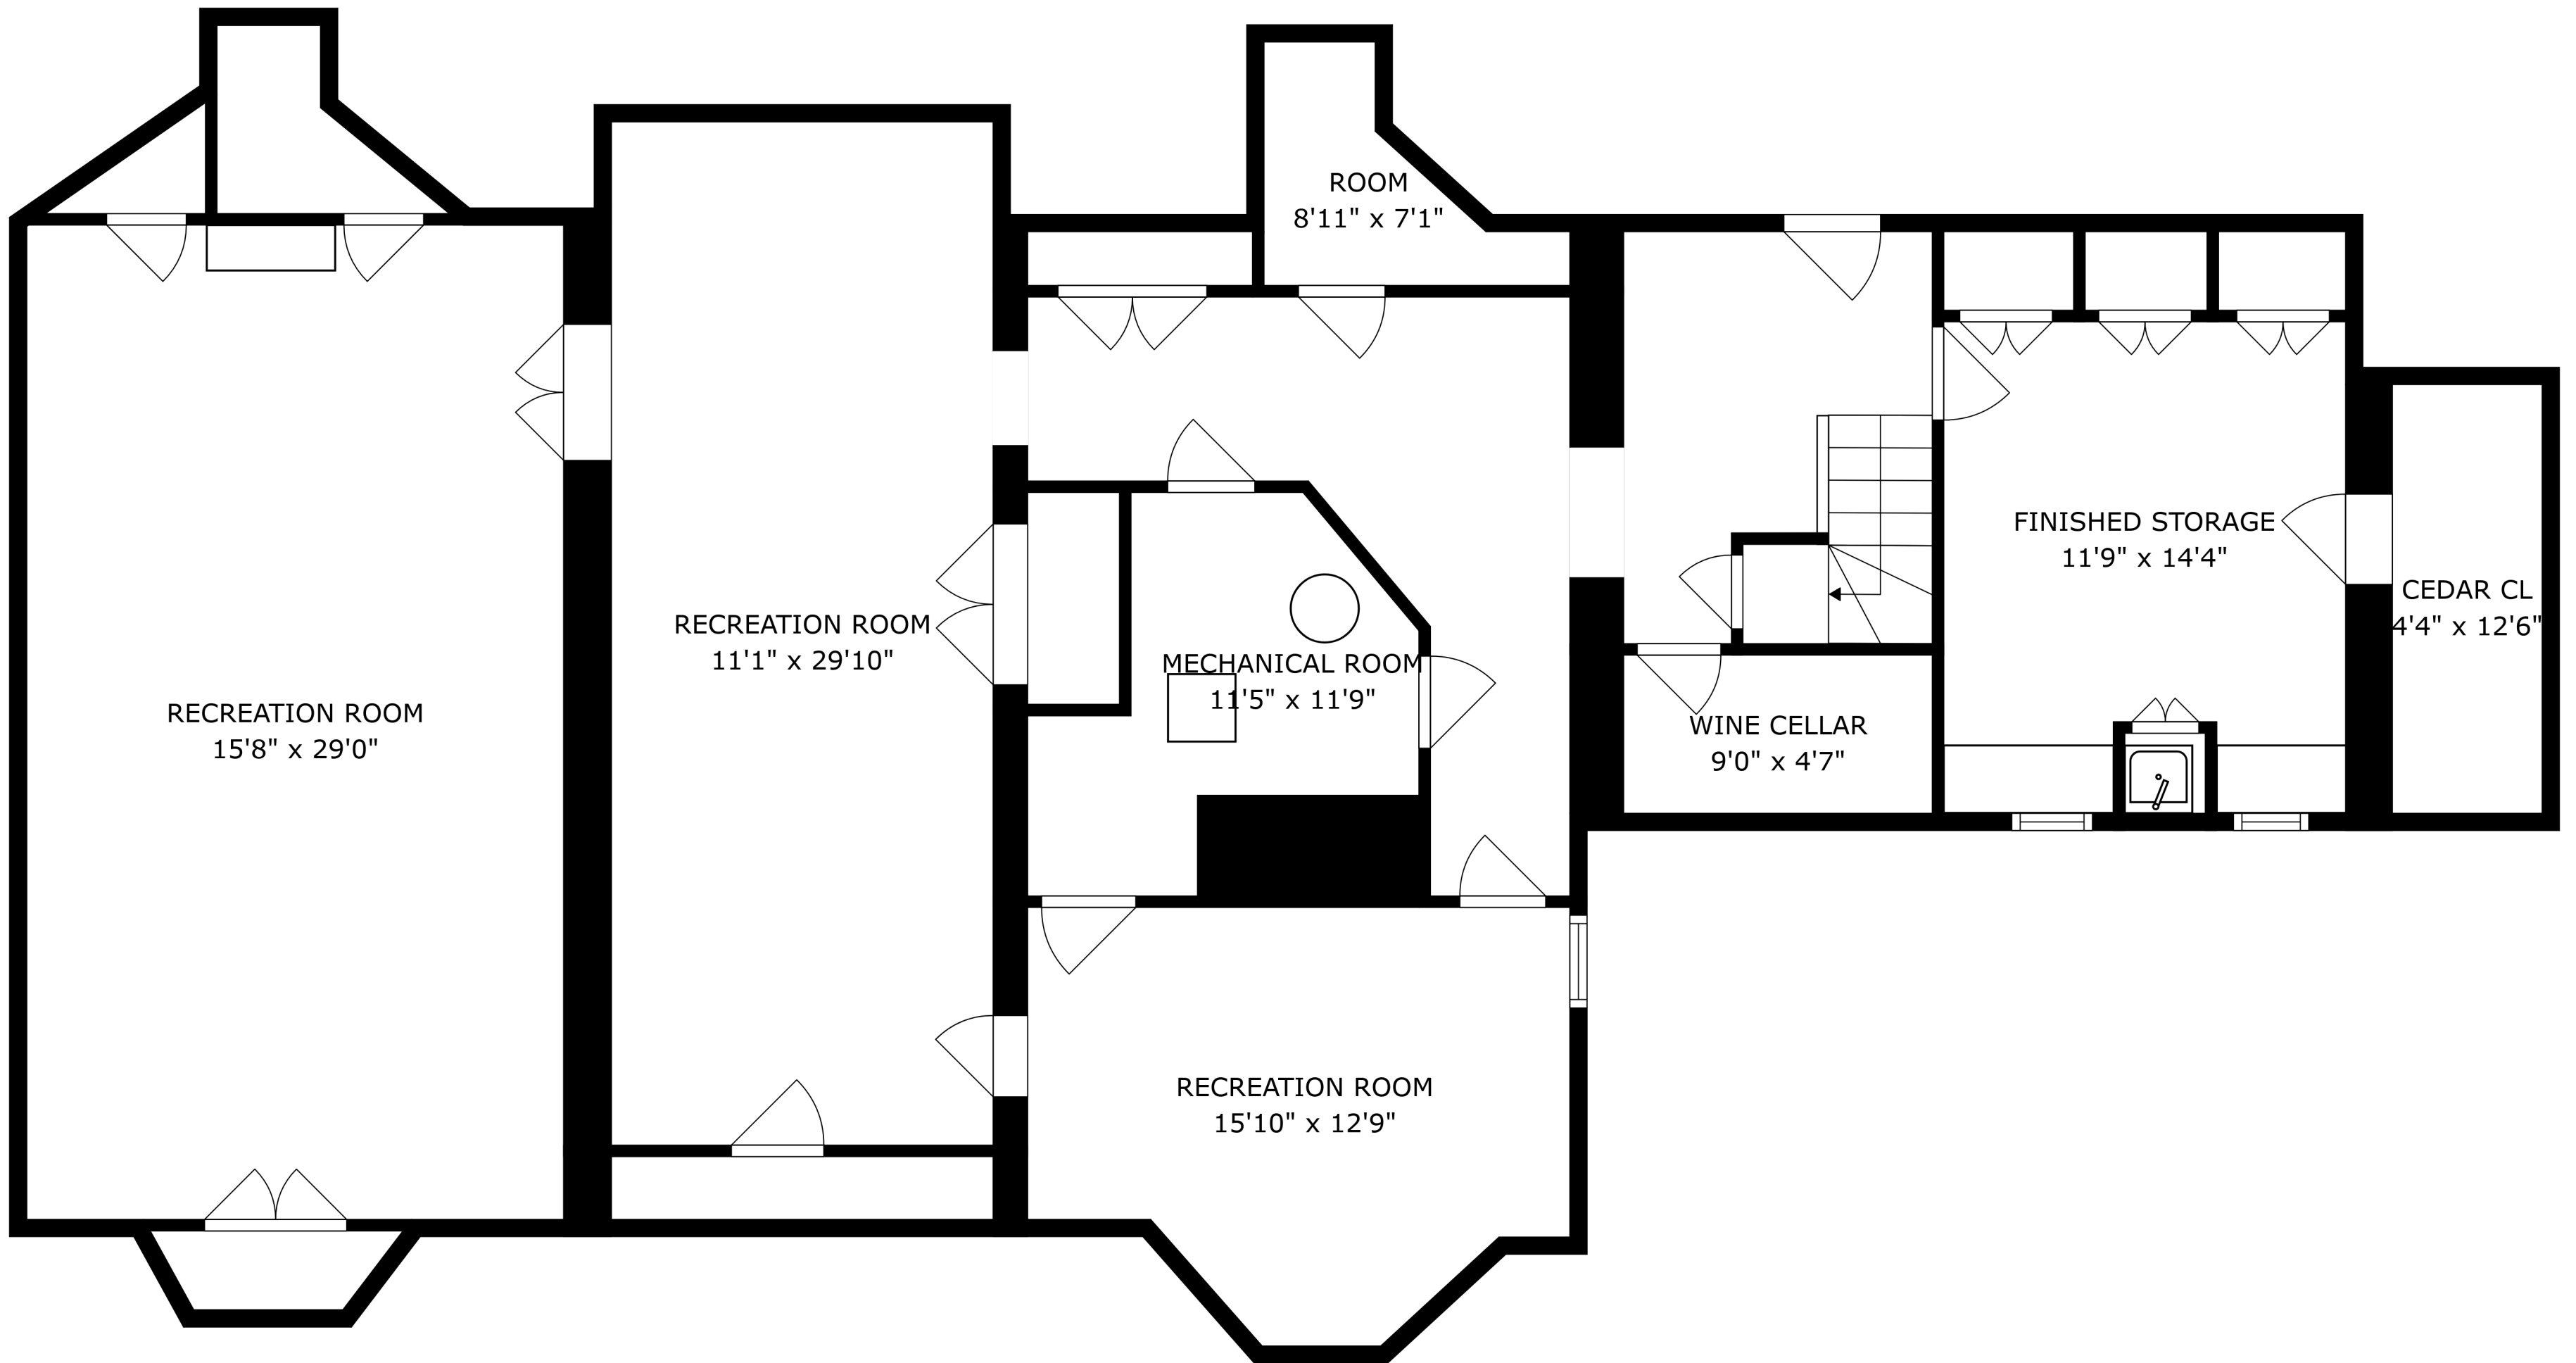 ROOM
8'11" x 7'1"
FINISHED STORAGE
11'9" x 14'4"
CEDAR CL
4'4" x 12'6"
RECREATION ROOM
11'1" x 29'10"
MECHANICAL ROOM
11'5" x 11'9"
RECREATION ROOM
15'8" x 29'0"
WINE CELLAR
9'0" x 4'7"
RECREATION ROOM
15'10" x 12'9"